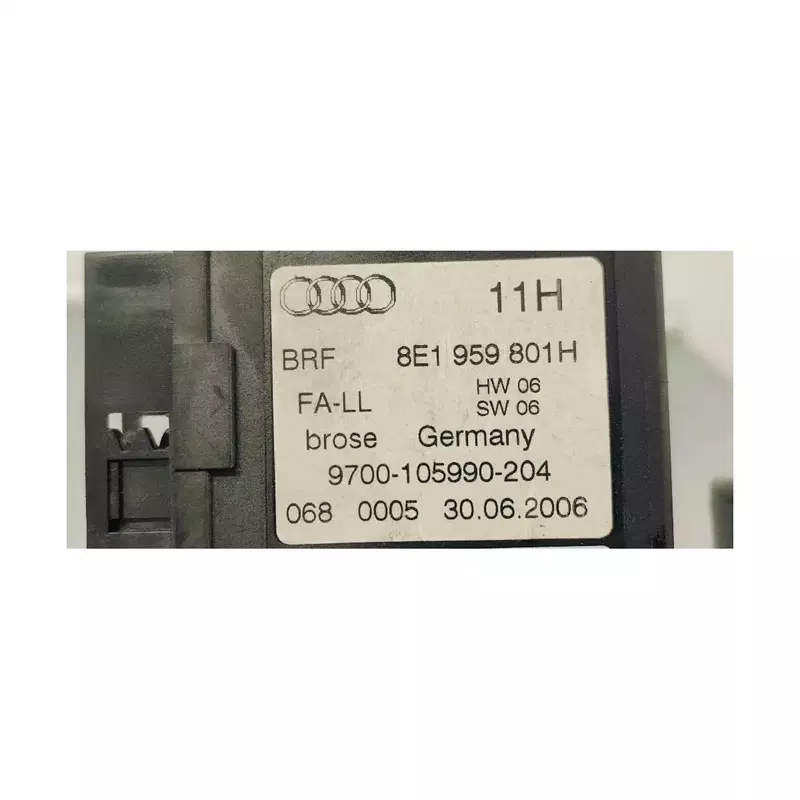 11H
BRF 8E1 959 801H
HW 06
FA-LL SW 06
brose Germany
9700-105990-204
068 0005 30.06.2006